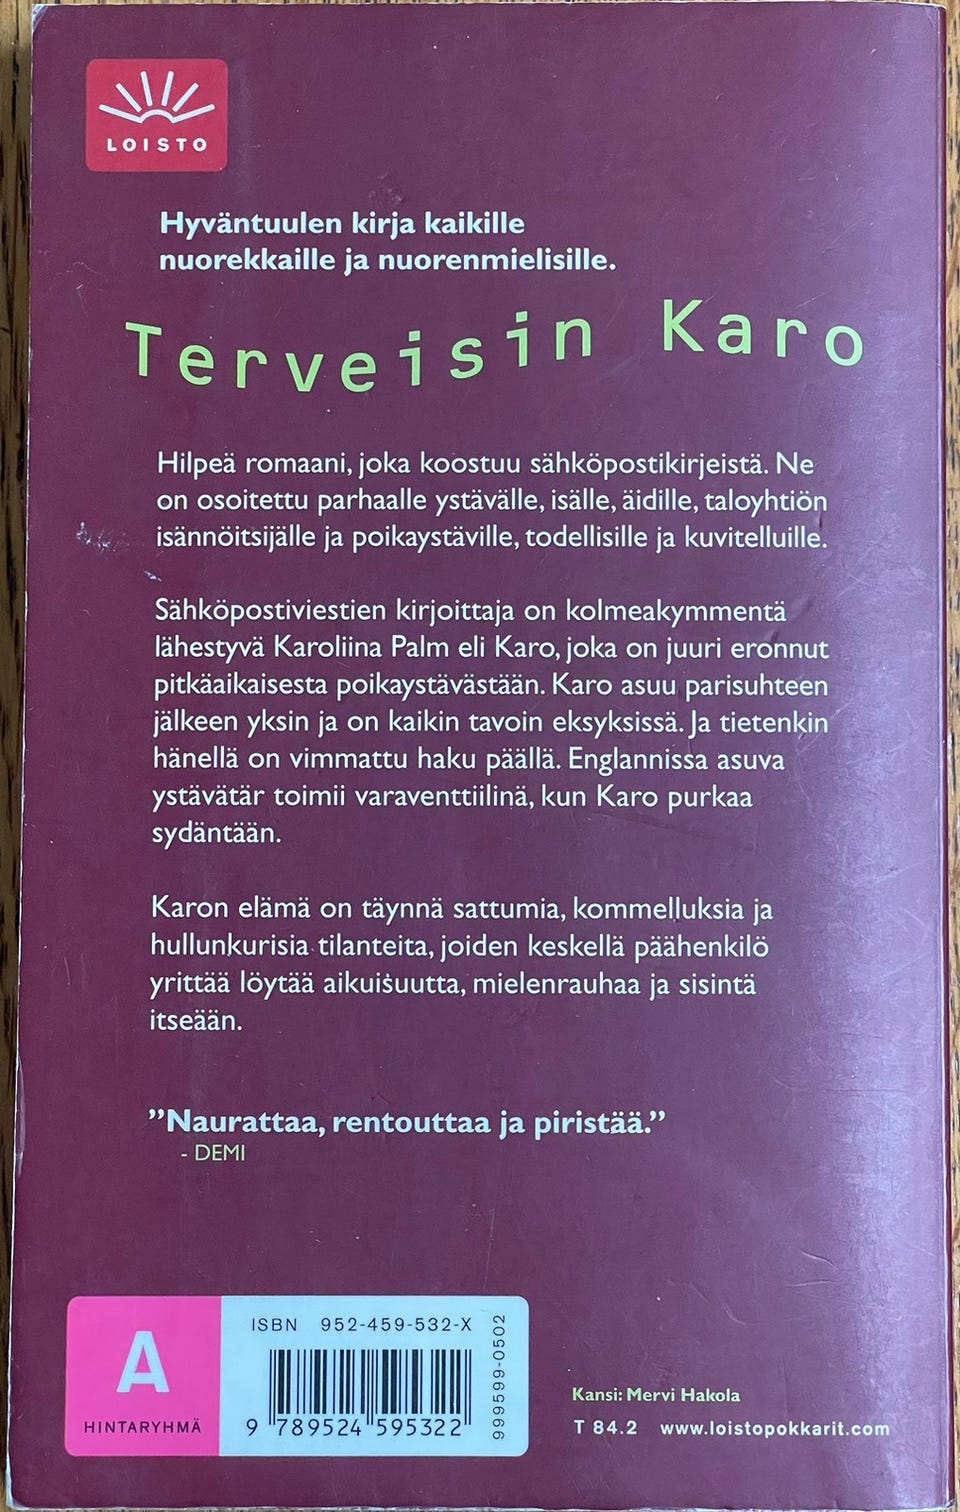 LOISTO
Hyväntuulen kirja kaikille
nuorekkaille ja nuorenmielisille.
Terveisin Karo
Hilpeä romaani, joka koostuu sähköpostikirjeistä. Ne
on osoitettu parhaalle ystävälle, isälle, äidille, taloyhtiön
isännöitsijälle ja poikaystäville, todellisille ja kuvitelluille.
Sähköpostiviestien kirjoittaja on kolmeakymmentä
lähestyvä Karoliina Palm eli Karo, joka on juuri eronnut
pitkäaikaisesta poikaystävästään. Karo asuu parisuhteen
jälkeen yksin ja on kaikin tavoin eksyksissä. Ja tietenkin
hänellä on vimmattu haku päällä. Englannissa asuva
ystävätär toimii varaventtiilinä, kun Karo purkaa
sydäntään.
Karon elämä on täynnä sattumia, kommelluksia ja
hullunkurisia tilanteita, joiden keskellä päähenkilö
yrittää löytää aikuisuutta, mielenrauhaa ja sisintä
itseään.
”Naurattaa, rentouttaa ja piristää.”
- DEMI
A
HINTARYHMÄ
ISBN 952-459-532-X
9 789524 595322
999599-0502
Kansi: Mervi Hakola
T 84.2 www.loistopokkarit.com